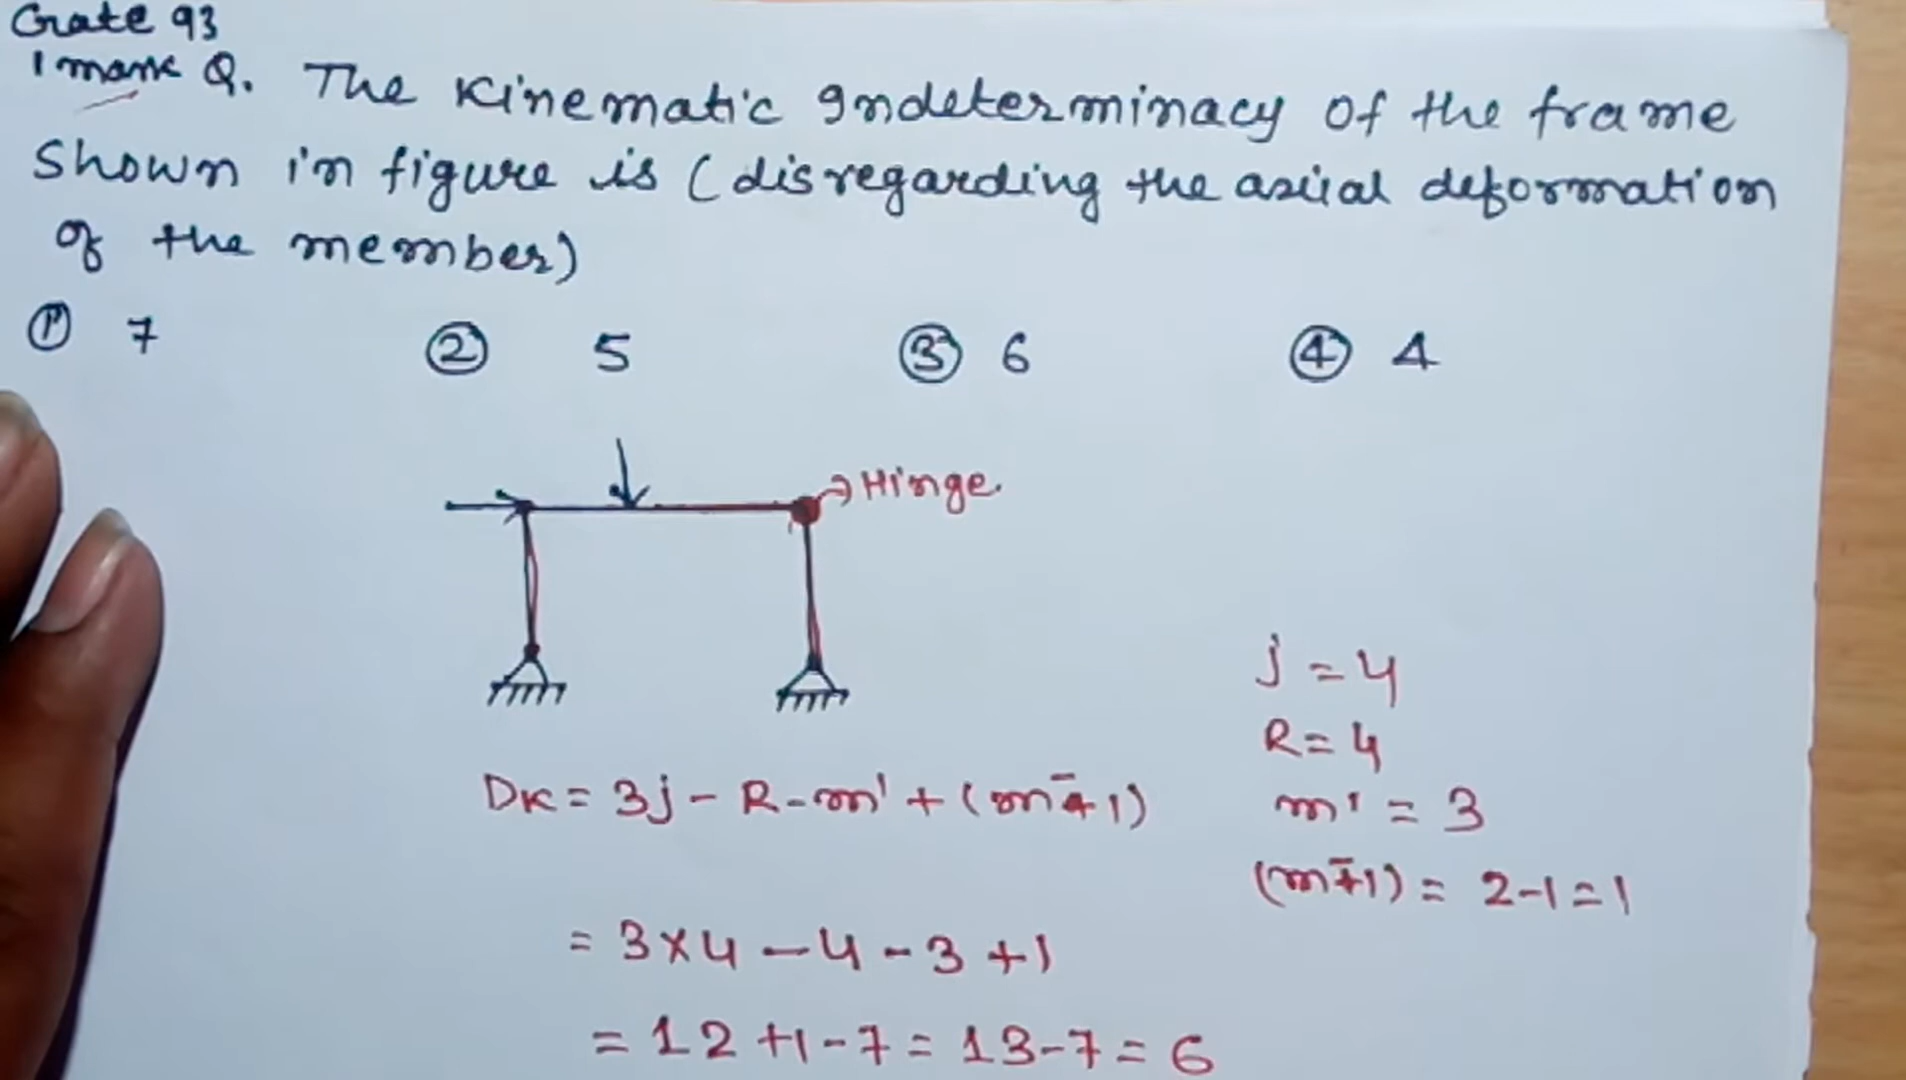 Grate 93
1 mark Q. The Kinematic Indeterminacy of the frame
Shown in figure is (disregarding the axial deformation
of the member)
① 7 ② 5 ③ 6 ④ 4
Hinge.
j = 4
R = 4
DK = 3j - R - m' + (m̄ - 1)
m' = 3
(m̄ - 1) = 2-1 = 1
= 3×4 - 4 - 3 + 1
= 12 + 1 - 7 = 13 - 7 = 6